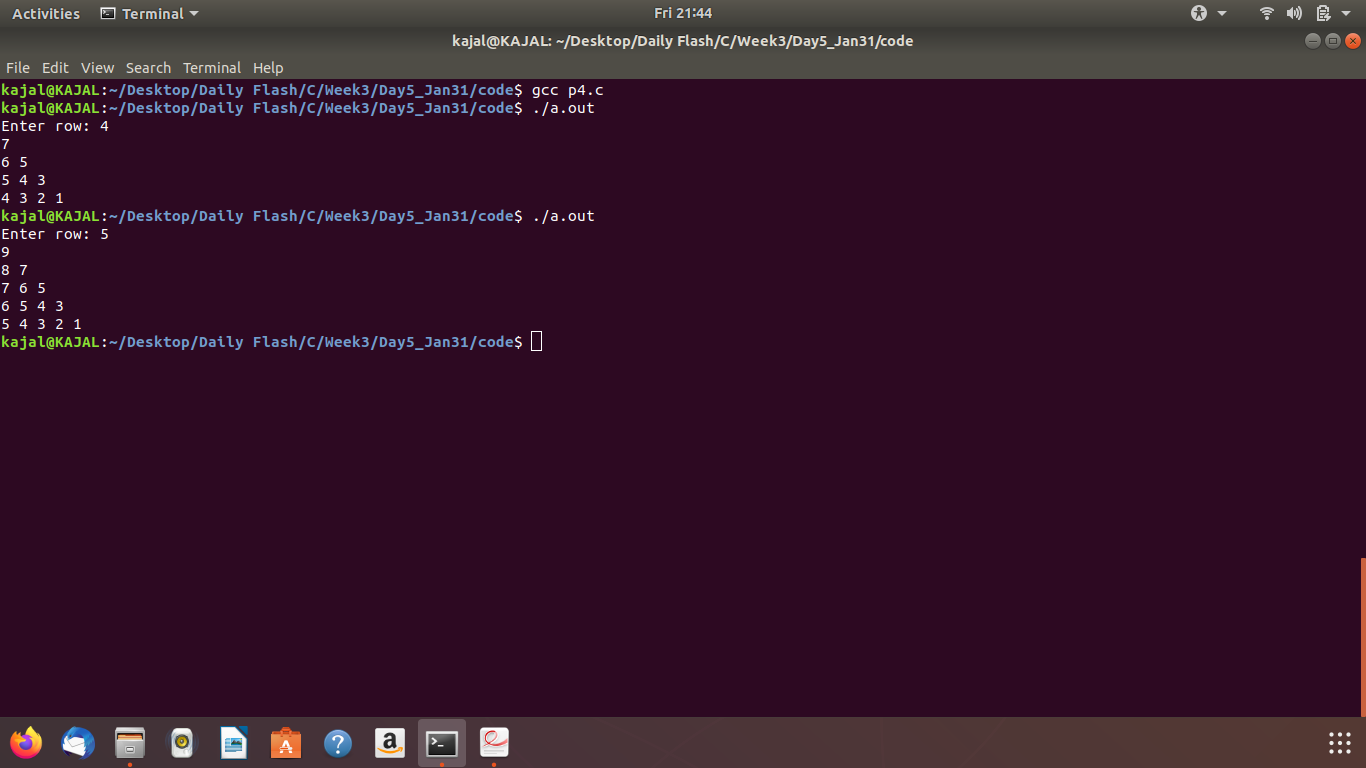 Activities Terminal Fri 21:44
kajal@KAJAL: ~/Desktop/Daily Flash/C/Week3/Day5_Jan31/code
File Edit View Search Terminal Help
kajal@KAJAL:~/Desktop/Daily Flash/C/Week3/Day5_Jan31/code$ gcc p4.c
kajal@KAJAL:~/Desktop/Daily Flash/C/Week3/Day5_Jan31/code$ ./a.out
Enter row: 4
7
6 5
5 4 3
4 3 2 1
kajal@KAJAL:~/Desktop/Daily Flash/C/Week3/Day5_Jan31/code$ ./a.out
Enter row: 5
9
8 7
7 6 5
6 5 4 3
5 4 3 2 1
kajal@KAJAL:~/Desktop/Daily Flash/C/Week3/Day5_Jan31/code$